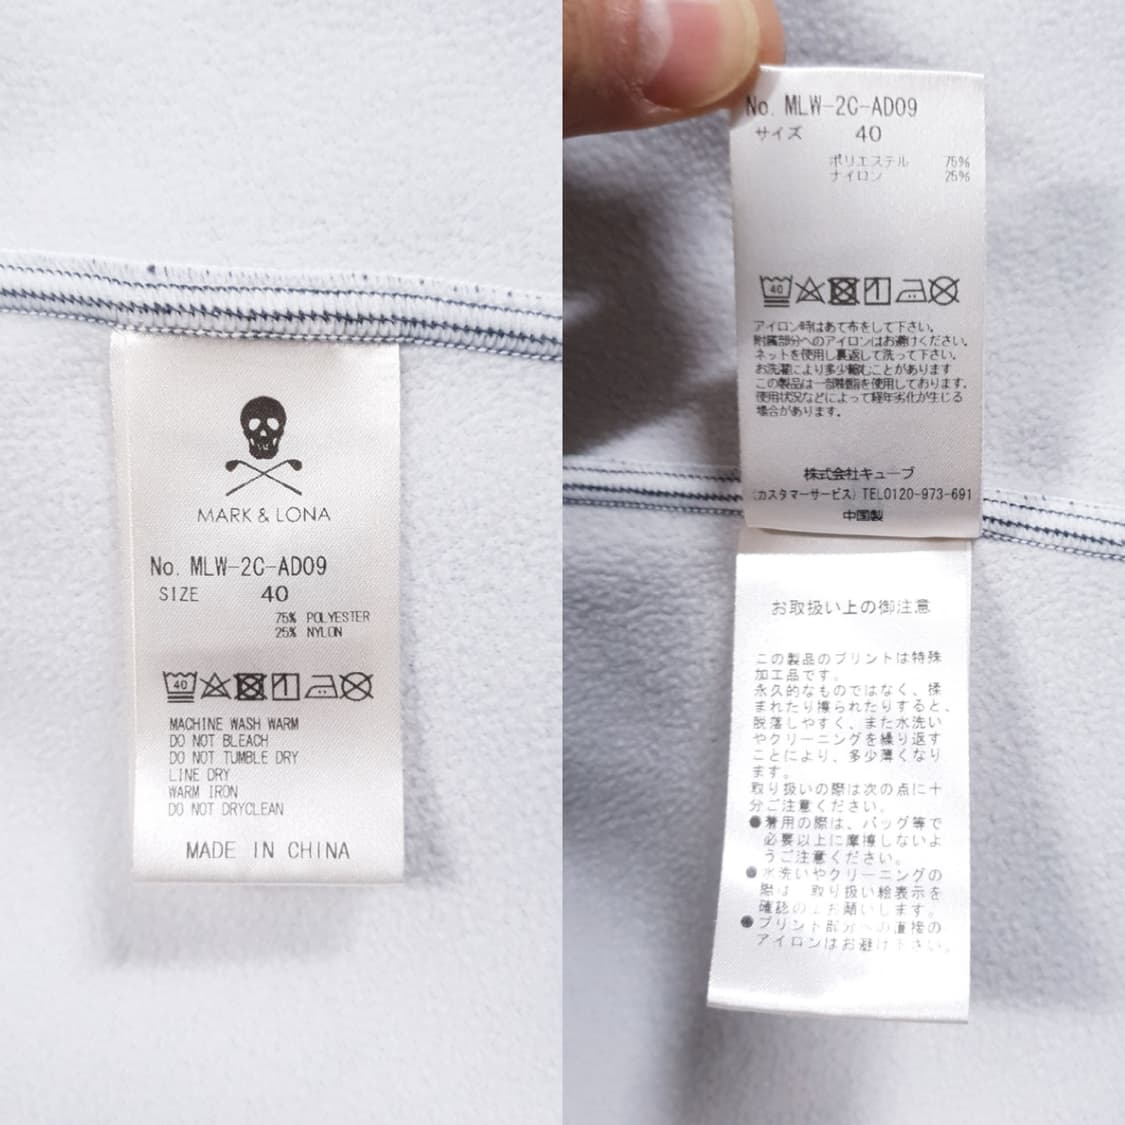 MARK & LONA
No. MLW-2C-AD09
SIZE 40
75% POLYESTER
25% NYLON
40
MACHINE WASH WARM
DO NOT BLEACH
DO NOT TUMBLE DRY
LINE DRY
WARM IRON
DO NOT DRYCLEAN
MADE IN CHINA
No. MLW-2C-AD09
サイズ 40
ポリエステル 75%
ナイロン 25%
40
アイロン時はあて布をして下さい。
附属部分へのアイロンはお避けください。
ネットを使用し裏返して洗って下さい。
お洗濯により多少縮むことがあります
この製品は一部樹脂を使用しております。
使用状況などによって経年劣化が生じる
場合があります。
株式会社キューブ
(カスタマーサービス) TEL0120-973-691
中国製
お取扱い上の御注意
この製品のプリントは特殊
加工品です。
永久的なものではなく、揉
まれたり擦られたりすると、
脱落しやすく、また水洗い
やクリーニングを繰り返す
ことにより、多少薄くなり
ます。
取り扱いの際は次の点に十
分ご注意ください。
●着用の際は、バッグ等で
必要以上に摩擦しないよ
うご注意ください。
●水洗いやクリーニングの
際は 取り扱い絵表示を
確認の上お願いします。
●プリント部分への直接の
アイロンはお避け下さい。